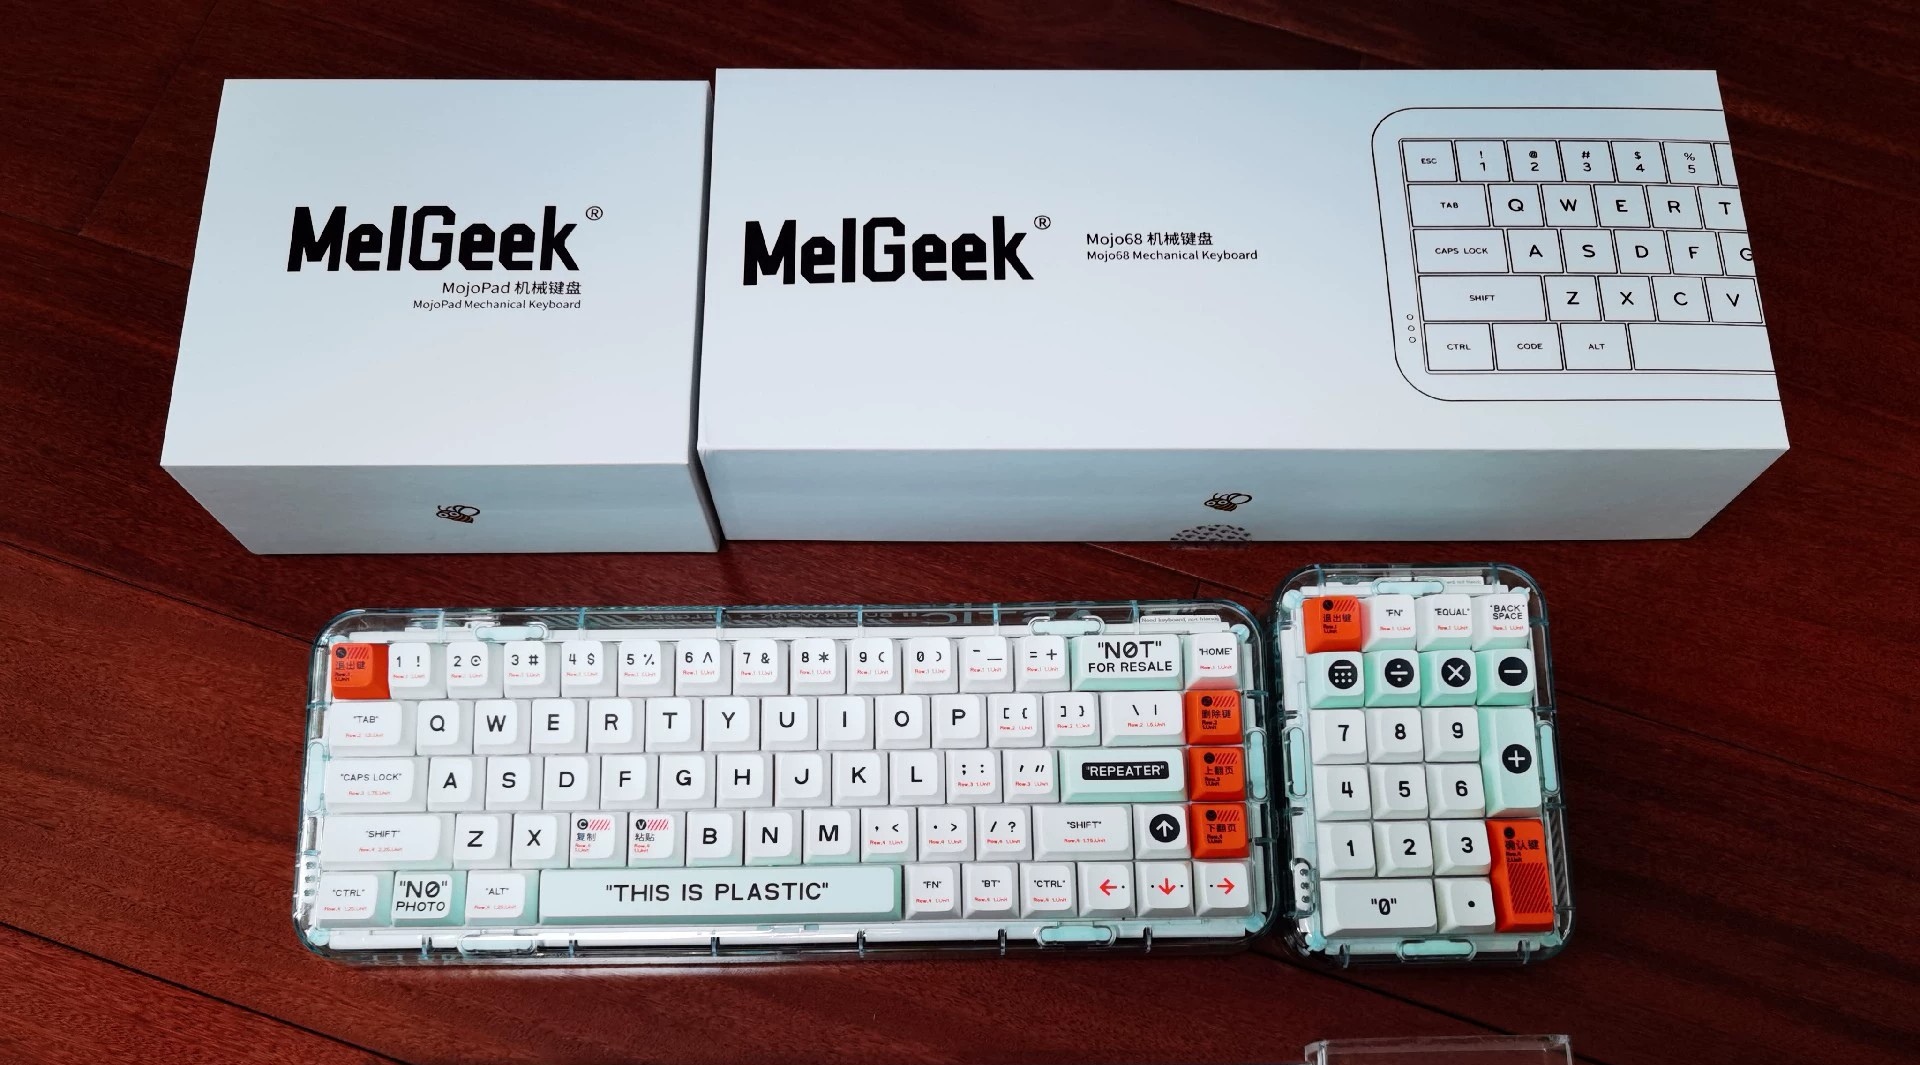 MelGeek®
MojoPad 机械键盘
MojoPad Mechanical Keyboard
MelGeek®
Mojo68 机械键盘
Mojo68 Mechanical Keyboard
ESC ! 1 @ 2 # 3 $ 4 % 5
TAB Q W E R T
CAPS LOCK A S D F G
SHIFT Z X C V
CTRL CODE ALT
退出键 1 ! 2 @ 3 # 4 $ 5 % 6 ^ 7 & 8 * 9 ( 0 ) - _ = + "NØT" FOR RESALE "HOME"
"TAB" Q W E R T Y U I O P [ { ] } \ | 删除键
"CAPS LOCK" A S D F G H J K L ; : ' " "REPEATER" 上翻页
"SHIFT" Z X C 复制 V 粘贴 B N M , < . > / ? "SHIFT" ↑ 下翻页
"CTRL" "NØ" PHOTO "ALT" "THIS IS PLASTIC" "FN" "BT" "CTRL" ← ↓ →
退出键 "FN" "EQUAL" "BACK SPACE"
÷ × −
7 8 9 +
4 5 6
1 2 3 确认键
"0" .